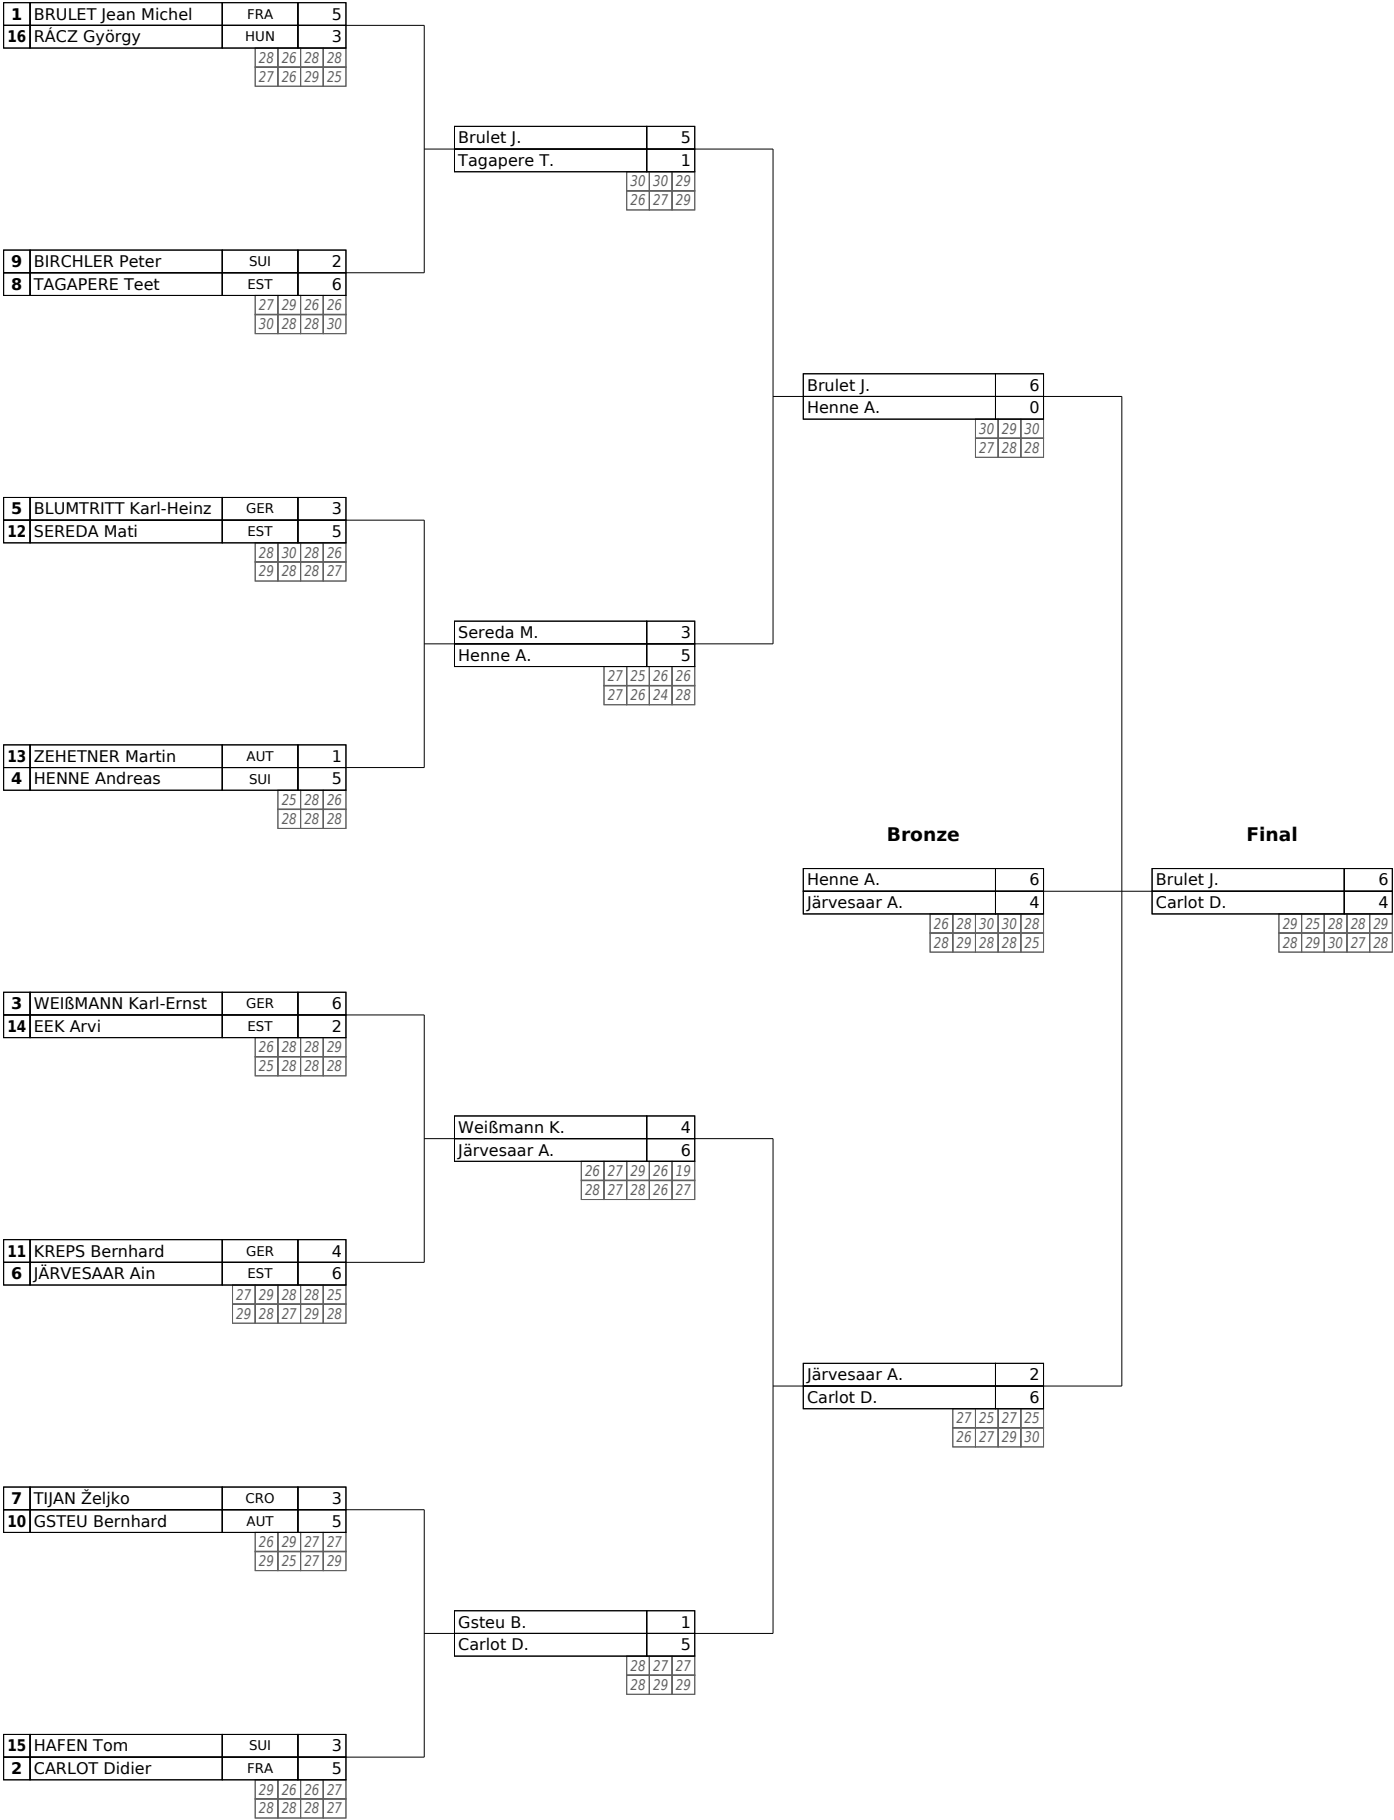 1 BRULET Jean Michel FRA 5
16 RÁCZ György HUN 3
28 26 28 28
27 26 29 25
Brulet J. 5
Tagapere T. 1
30 30 29
26 27 29
9 BIRCHLER Peter SUI 2
8 TAGAPERE Teet EST 6
27 29 26 26
30 28 28 30
Brulet J. 6
Henne A. 0
30 29 30
27 28 28
5 BLUMTRITT Karl-Heinz GER 3
12 SEREDA Mati EST 5
28 30 28 26
29 28 28 27
Sereda M. 3
Henne A. 5
27 25 26 26
27 26 24 28
13 ZEHETNER Martin AUT 1
4 HENNE Andreas SUI 5
25 28 26
28 28 28
Bronze Final
Henne A. 6 Brulet J. 6
Järvesaar A. 4 Carlot D. 4
26 28 30 30 28 29 25 28 28 29
28 29 28 28 25 28 29 30 27 28
3 WEIßMANN Karl-Ernst GER 6
14 EEK Arvi EST 2
26 28 28 29
25 28 28 28
Weißmann K. 4
Järvesaar A. 6
26 27 29 26 19
28 27 28 26 27
11 KREPS Bernhard GER 4
6 JÄRVESAAR Ain EST 6
27 29 28 28 25
29 28 27 29 28
Järvesaar A. 2
Carlot D. 6
27 25 27 25
26 27 29 30
7 TIJAN Željko CRO 3
10 GSTEU Bernhard AUT 5
26 29 27 27
29 25 27 29
Gsteu B. 1
Carlot D. 5
28 27 27
28 29 29
15 HAFEN Tom SUI 3
2 CARLOT Didier FRA 5
29 26 26 27
28 28 28 27